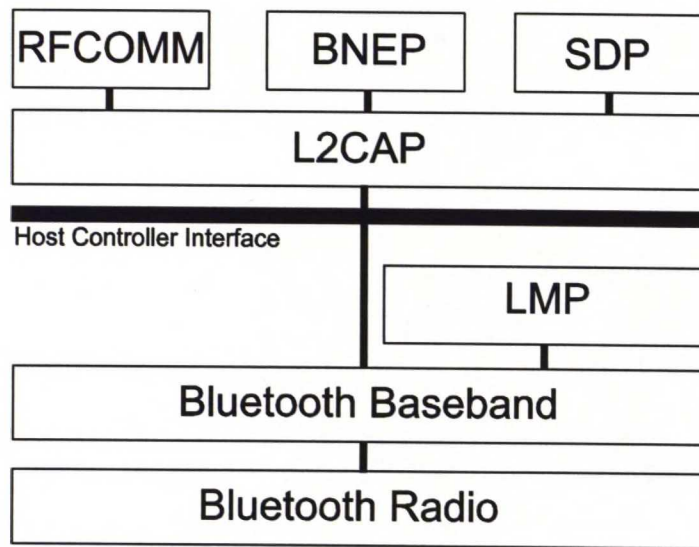 RFCOMM
BNEP
SDP
L2CAP
Host Controller Interface
LMP
Bluetooth Baseband
Bluetooth Radio